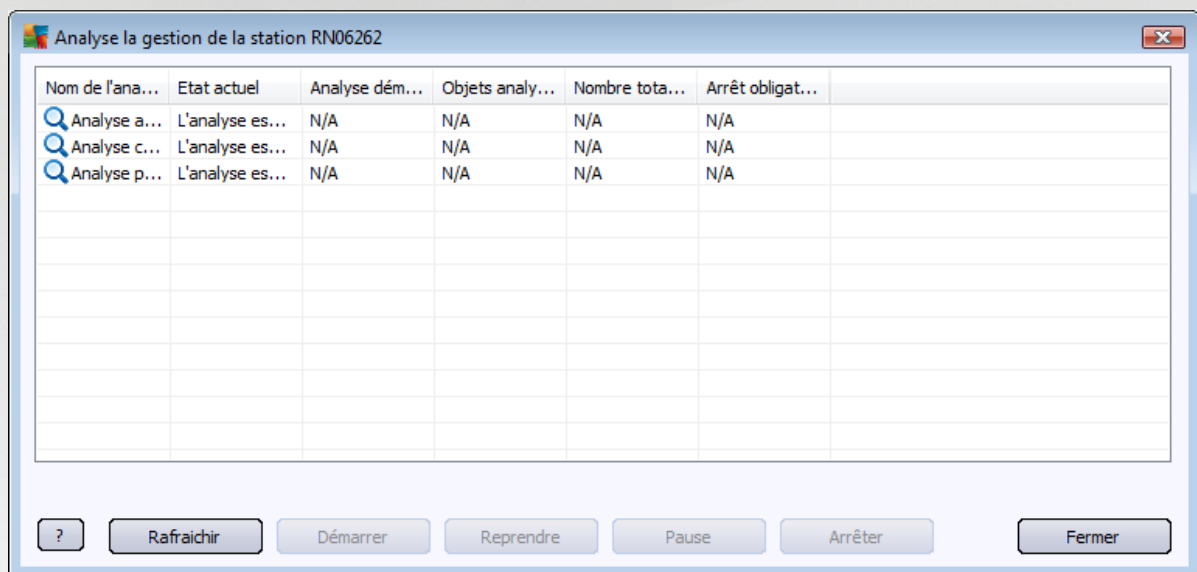 Analyse la gestion de la station RN06262
Nom de l'ana... Etat actuel Analyse dém... Objets analy... Nombre tota... Arrêt obligat...
Analyse a... L'analyse es... N/A N/A N/A N/A
Analyse c... L'analyse es... N/A N/A N/A N/A
Analyse p... L'analyse es... N/A N/A N/A N/A
? Rafraichir Démarrer Reprendre Pause Arrêter Fermer